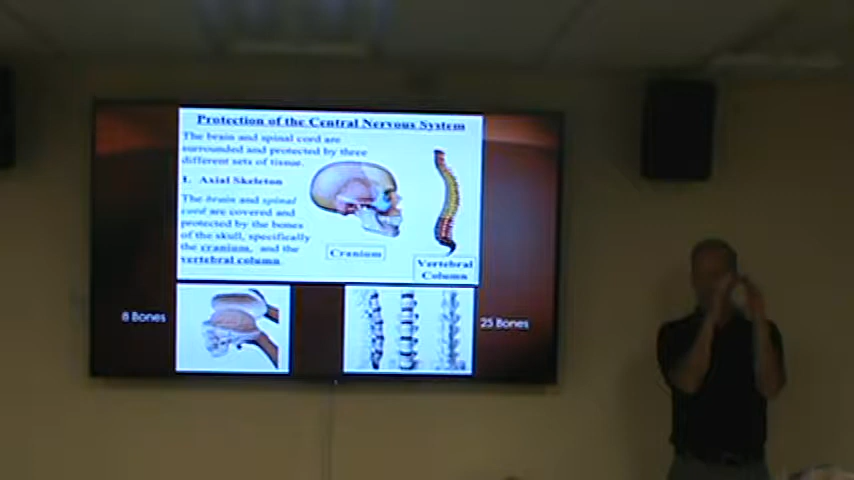 Protection of the Central Nervous System
The brain and spinal cord are
surrounded and protected by three
different sets of tissue.
1. Axial Skeleton
The brain and spinal
cord are covered and
protected by the bones
of the skull, specifically
the cranium, and the
vertebral column.
Cranium
Vertebral
Column
8 Bones
25 Bones